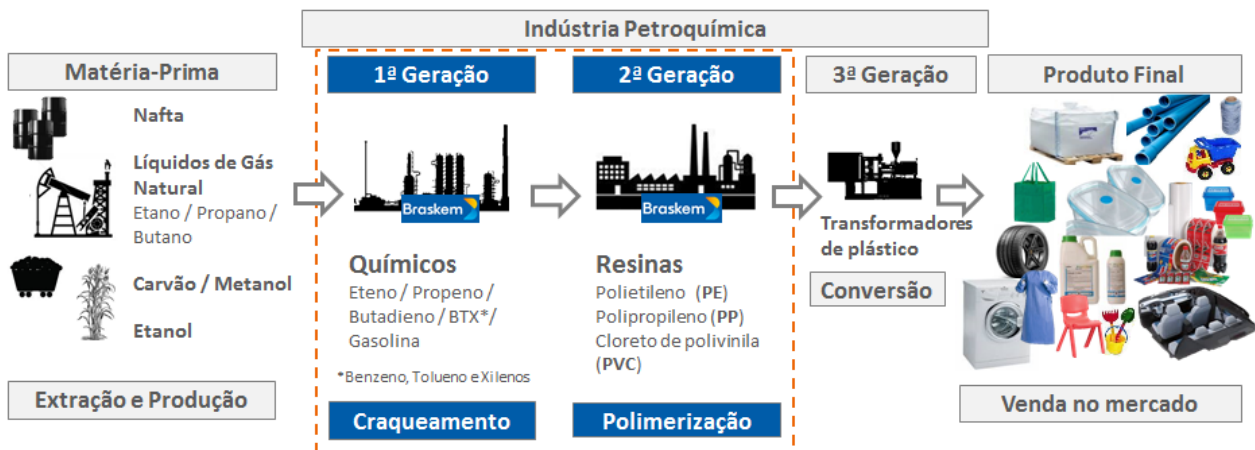 Indústria Petroquímica
Matéria-Prima
1ª Geração
2ª Geração
3ª Geração
Produto Final
Nafta
Líquidos de Gás
Natural
Etano / Propano /
Butano
Carvão / Metanol
Etanol
Extração e Produção
Braskem
Químicos
Eteno / Propeno /
Butadieno / BTX*/
Gasolina
*Benzeno, Tolueno e Xilenos
Craqueamento
Braskem
Resinas
Polietileno (PE)
Polipropileno (PP)
Cloreto de polivinila
(PVC)
Polimerização
Transformadores
de plástico
Conversão
Venda no mercado